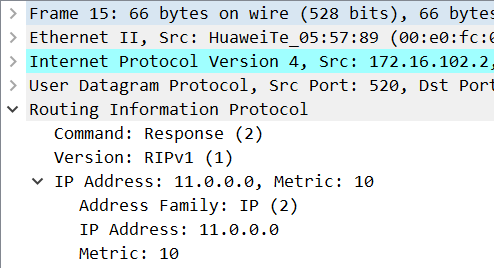 Frame 15: 66 bytes on wire (528 bits), 66 bytes
Ethernet II, Src: HuaweiTe_05:57:89 (00:e0:fc:0
Internet Protocol Version 4, Src: 172.16.102.2,
User Datagram Protocol, Src Port: 520, Dst Port
Routing Information Protocol
Command: Response (2)
Version: RIPv1 (1)
IP Address: 11.0.0.0, Metric: 10
Address Family: IP (2)
IP Address: 11.0.0.0
Metric: 10